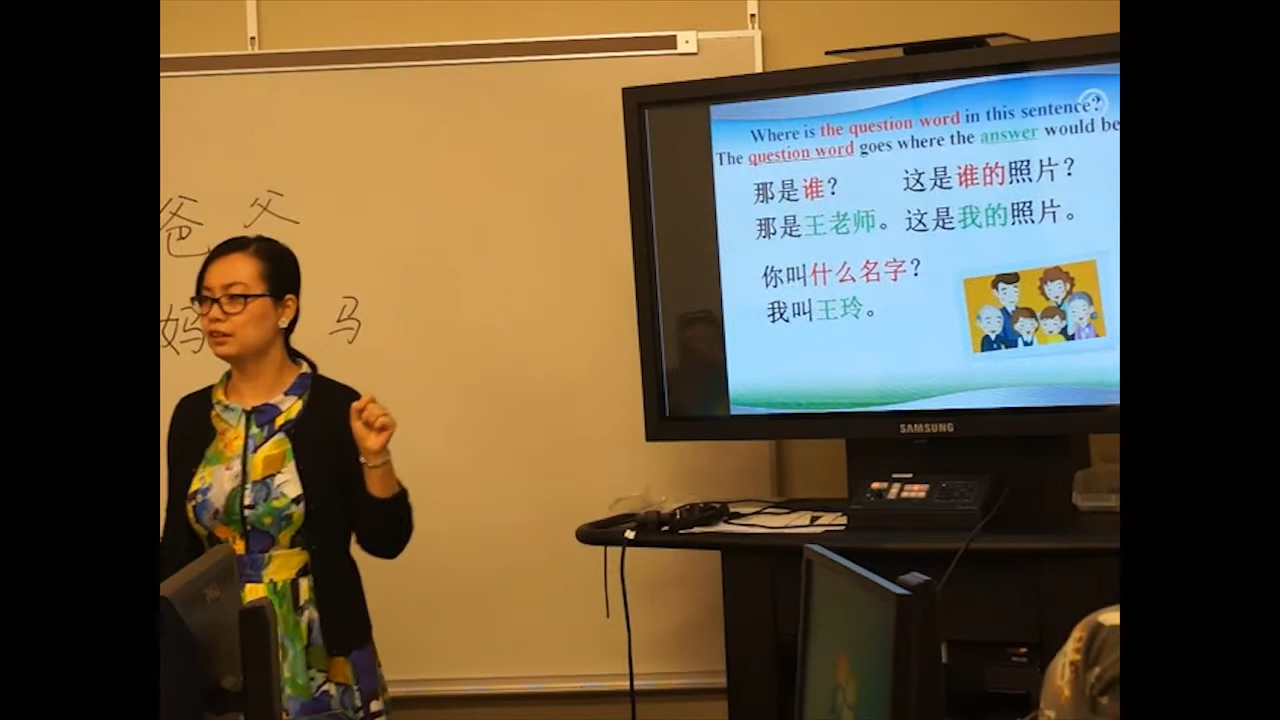 爸 父
妈 马
Where is the question word in this sentence?
The question word goes where the answer would be
那是谁? 这是谁的照片?
那是王老师。这是我的照片。
你叫什么名字?
我叫王玲。
SAMSUNG